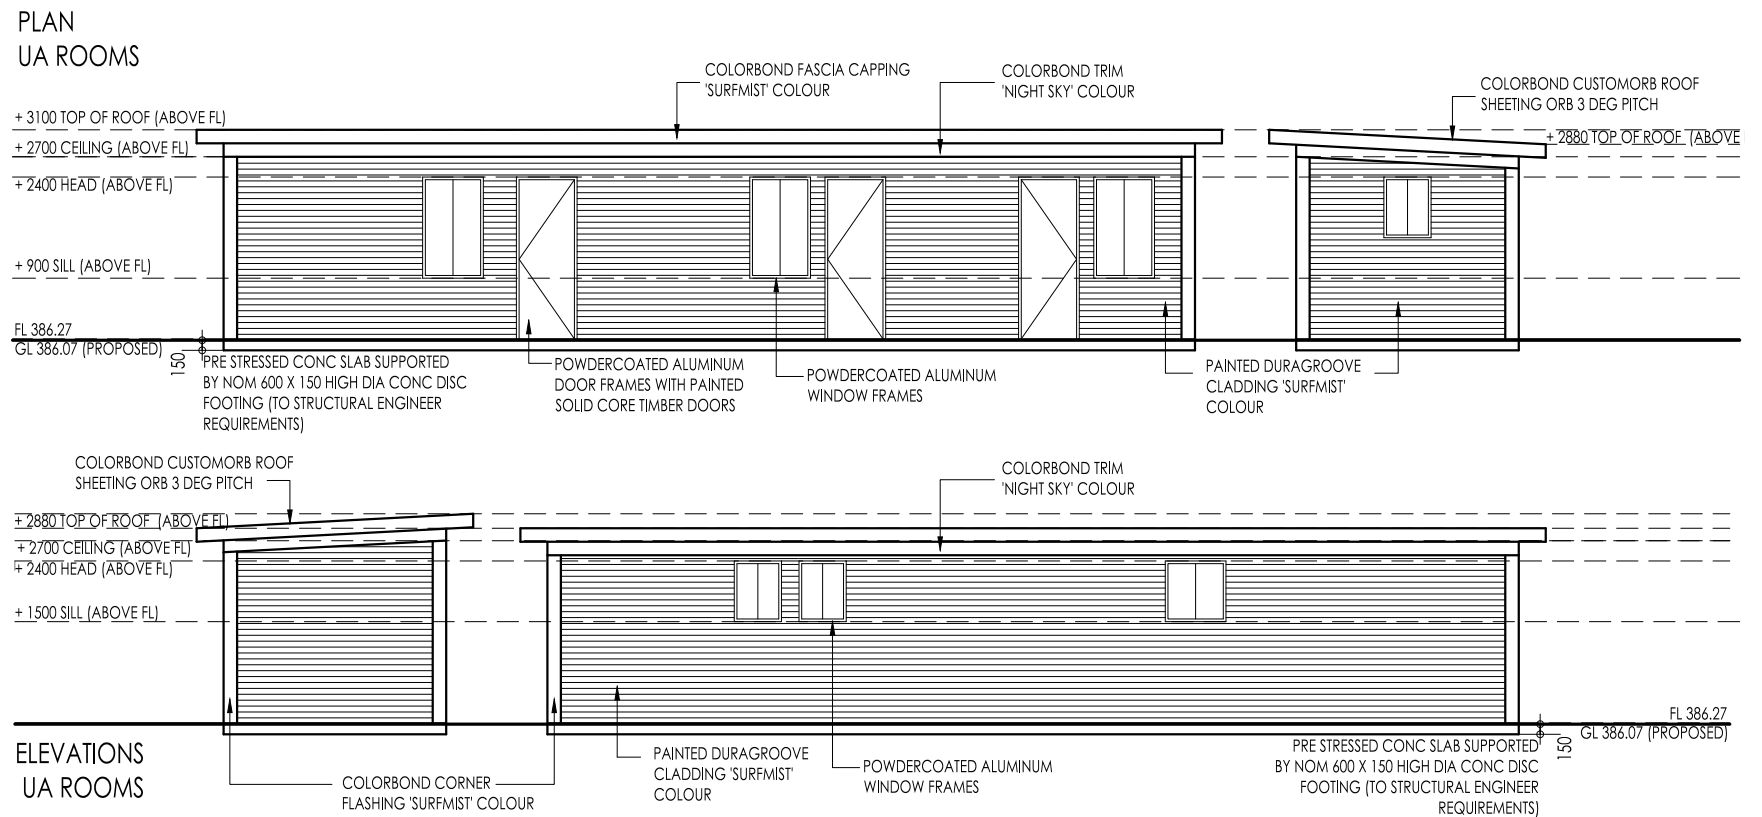 PLAN
UA ROOMS
COLORBOND FASCIA CAPPING
'SURFMIST' COLOUR
COLORBOND TRIM
'NIGHT SKY' COLOUR
COLORBOND CUSTOMORB ROOF
SHEETING ORB 3 DEG PITCH
+ 3100 TOP OF ROOF (ABOVE FL)
+ 2880 TOP OF ROOF (ABOVE
+ 2700 CEILING (ABOVE FL)
+ 2400 HEAD (ABOVE FL)
+ 900 SILL (ABOVE FL)
FL 386.27
GL 386.07 (PROPOSED)
150
PRE STRESSED CONC SLAB SUPPORTED
BY NOM 600 X 150 HIGH DIA CONC DISC
FOOTING (TO STRUCTURAL ENGINEER
REQUIREMENTS)
POWDERCOATED ALUMINUM
DOOR FRAMES WITH PAINTED
SOLID CORE TIMBER DOORS
POWDERCOATED ALUMINUM
WINDOW FRAMES
PAINTED DURAGROOVE
CLADDING 'SURFMIST'
COLOUR
COLORBOND CUSTOMORB ROOF
SHEETING ORB 3 DEG PITCH
COLORBOND TRIM
'NIGHT SKY' COLOUR
+ 2880 TOP OF ROOF (ABOVE FL)
+ 2700 CEILING (ABOVE FL)
+ 2400 HEAD (ABOVE FL)
+ 1500 SILL (ABOVE FL)
FL 386.27
GL 386.07 (PROPOSED)
150
ELEVATIONS
UA ROOMS
COLORBOND CORNER
FLASHING 'SURFMIST' COLOUR
PAINTED DURAGROOVE
CLADDING 'SURFMIST'
COLOUR
POWDERCOATED ALUMINUM
WINDOW FRAMES
PRE STRESSED CONC SLAB SUPPORTED
BY NOM 600 X 150 HIGH DIA CONC DISC
FOOTING (TO STRUCTURAL ENGINEER
REQUIREMENTS)